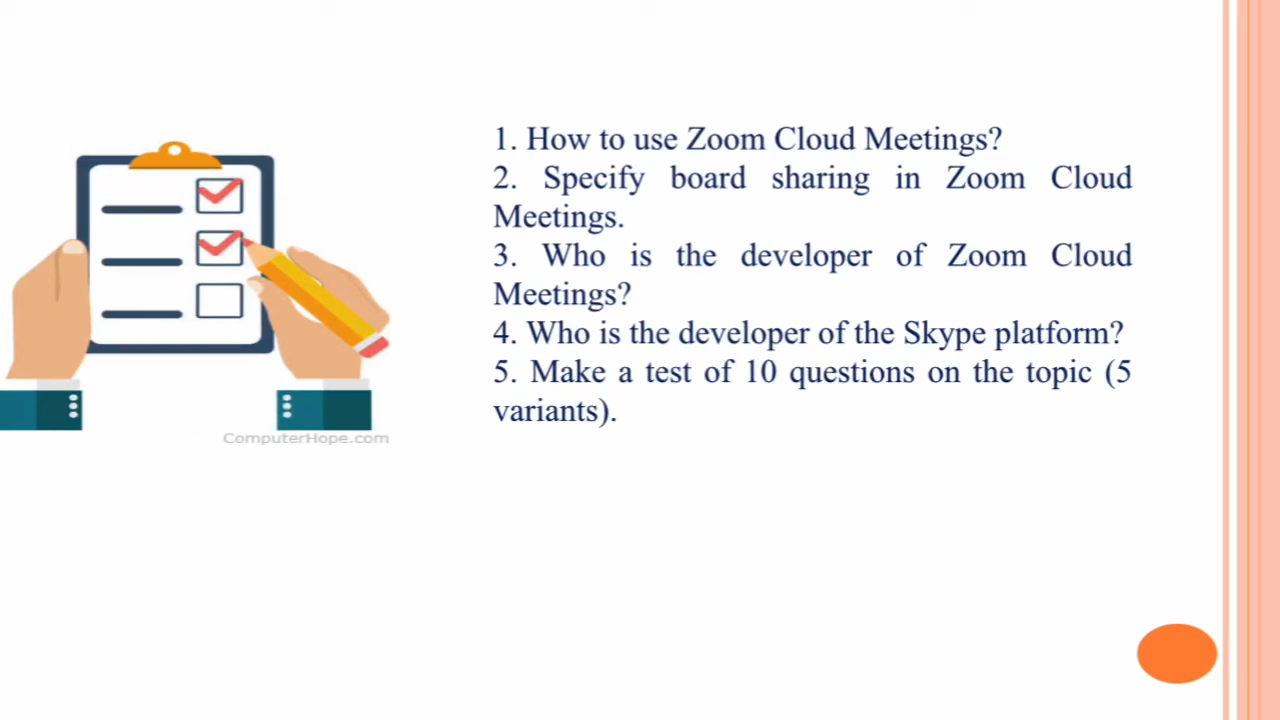 1. How to use Zoom Cloud Meetings?
2. Specify board sharing in Zoom Cloud
Meetings.
3. Who is the developer of Zoom Cloud
Meetings?
4. Who is the developer of the Skype platform?
5. Make a test of 10 questions on the topic (5
variants).
ComputerHope.com